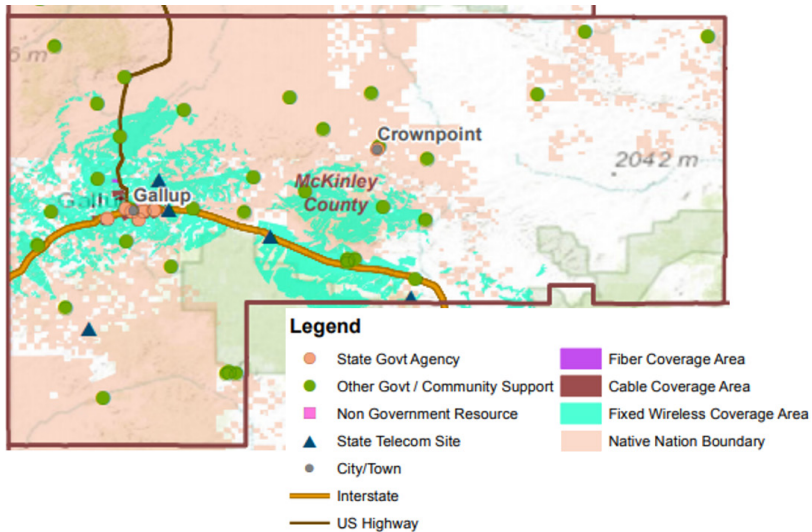 6 m
Crownpoint
2042 m
McKinley
County
Gallup
Legend
State Govt Agency
Other Govt / Community Support
Non Government Resource
State Telecom Site
City/Town
Interstate
US Highway
Fiber Coverage Area
Cable Coverage Area
Fixed Wireless Coverage Area
Native Nation Boundary